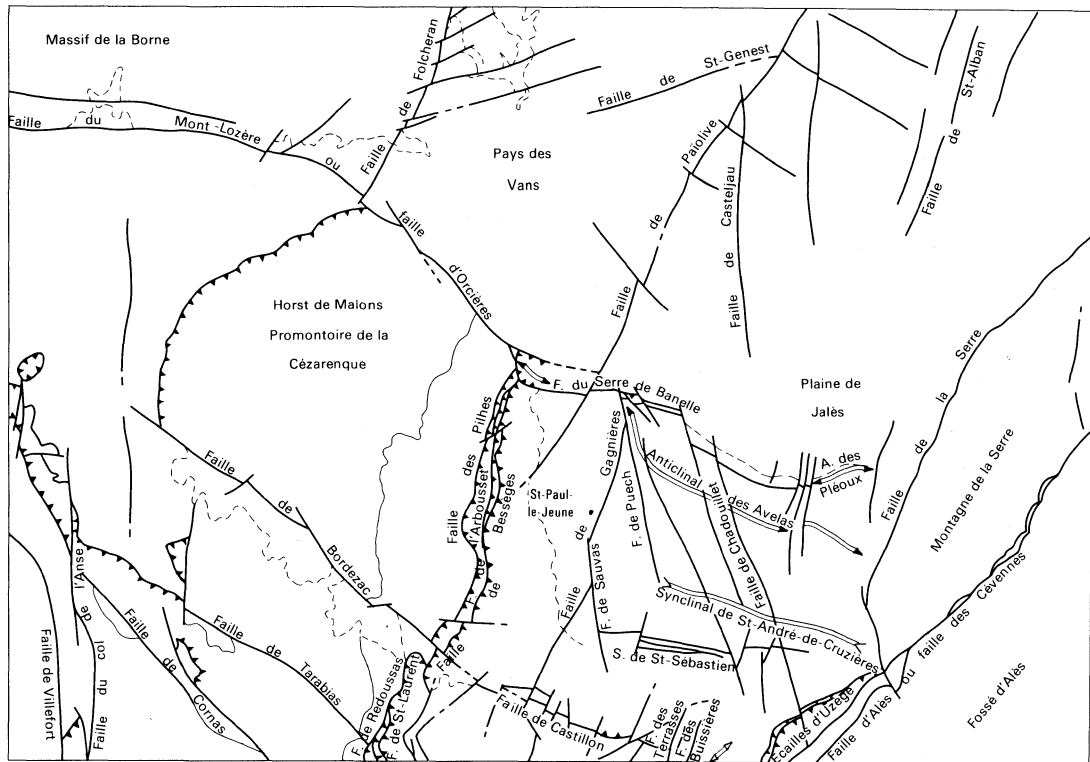 Massif de la Borne
Faille du Mont-Lozère ou faille d'Orcières
Faille de Folcheran
Faille de St-Genest
Faille de St-Alban
Pays des
Vans
Faille de Païolive
Faille de Casteljau
Horst de Malons
Promontoire de la
Cézarenque
F. du Serre de Banelle
Plaine de
Jalès
Faille de la Serre
Montagne de la Serre
A. des
Pléoux
Anticlinal des Avelas
Faille des Pilhes
F. de l'Arbousset
Faille de Bessèges
St-Paul-
le-Jeune
Faille de Gagnières
F. de Puech
Faille de Chadouillet
F. de Sauvas
Synclinal de St-André-de-Cruzières
S. de St-Sébastien
Faille de Bordezac
Faille de Villefort
Faille du col de l'Anse
Faille de Cornas
Faille de Tarabias
F. de Redoussas
F. de St-Laurent
Faille de Castillon
F. des
Terrasses
F. des
Buissières
Ecailles d'Uzège
Faille d'Alès ou faille des Cévennes
Fossé d'Alès